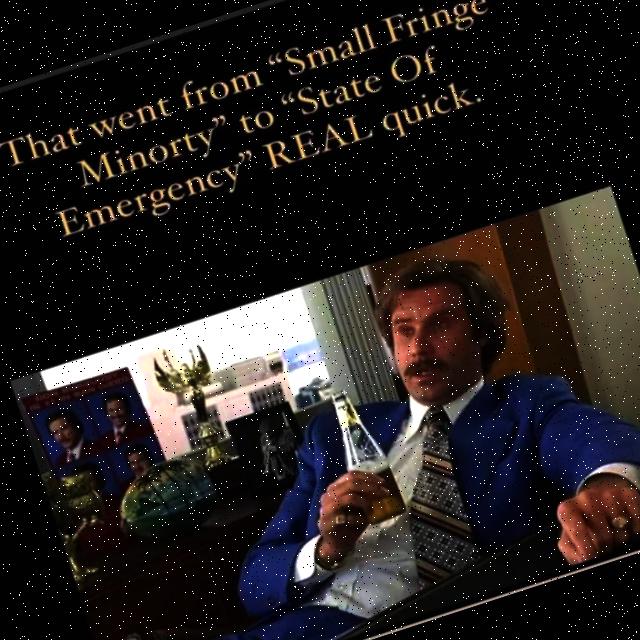 That went from “Small Fringe
Minorty” to “State Of
Emergency” REAL quick.